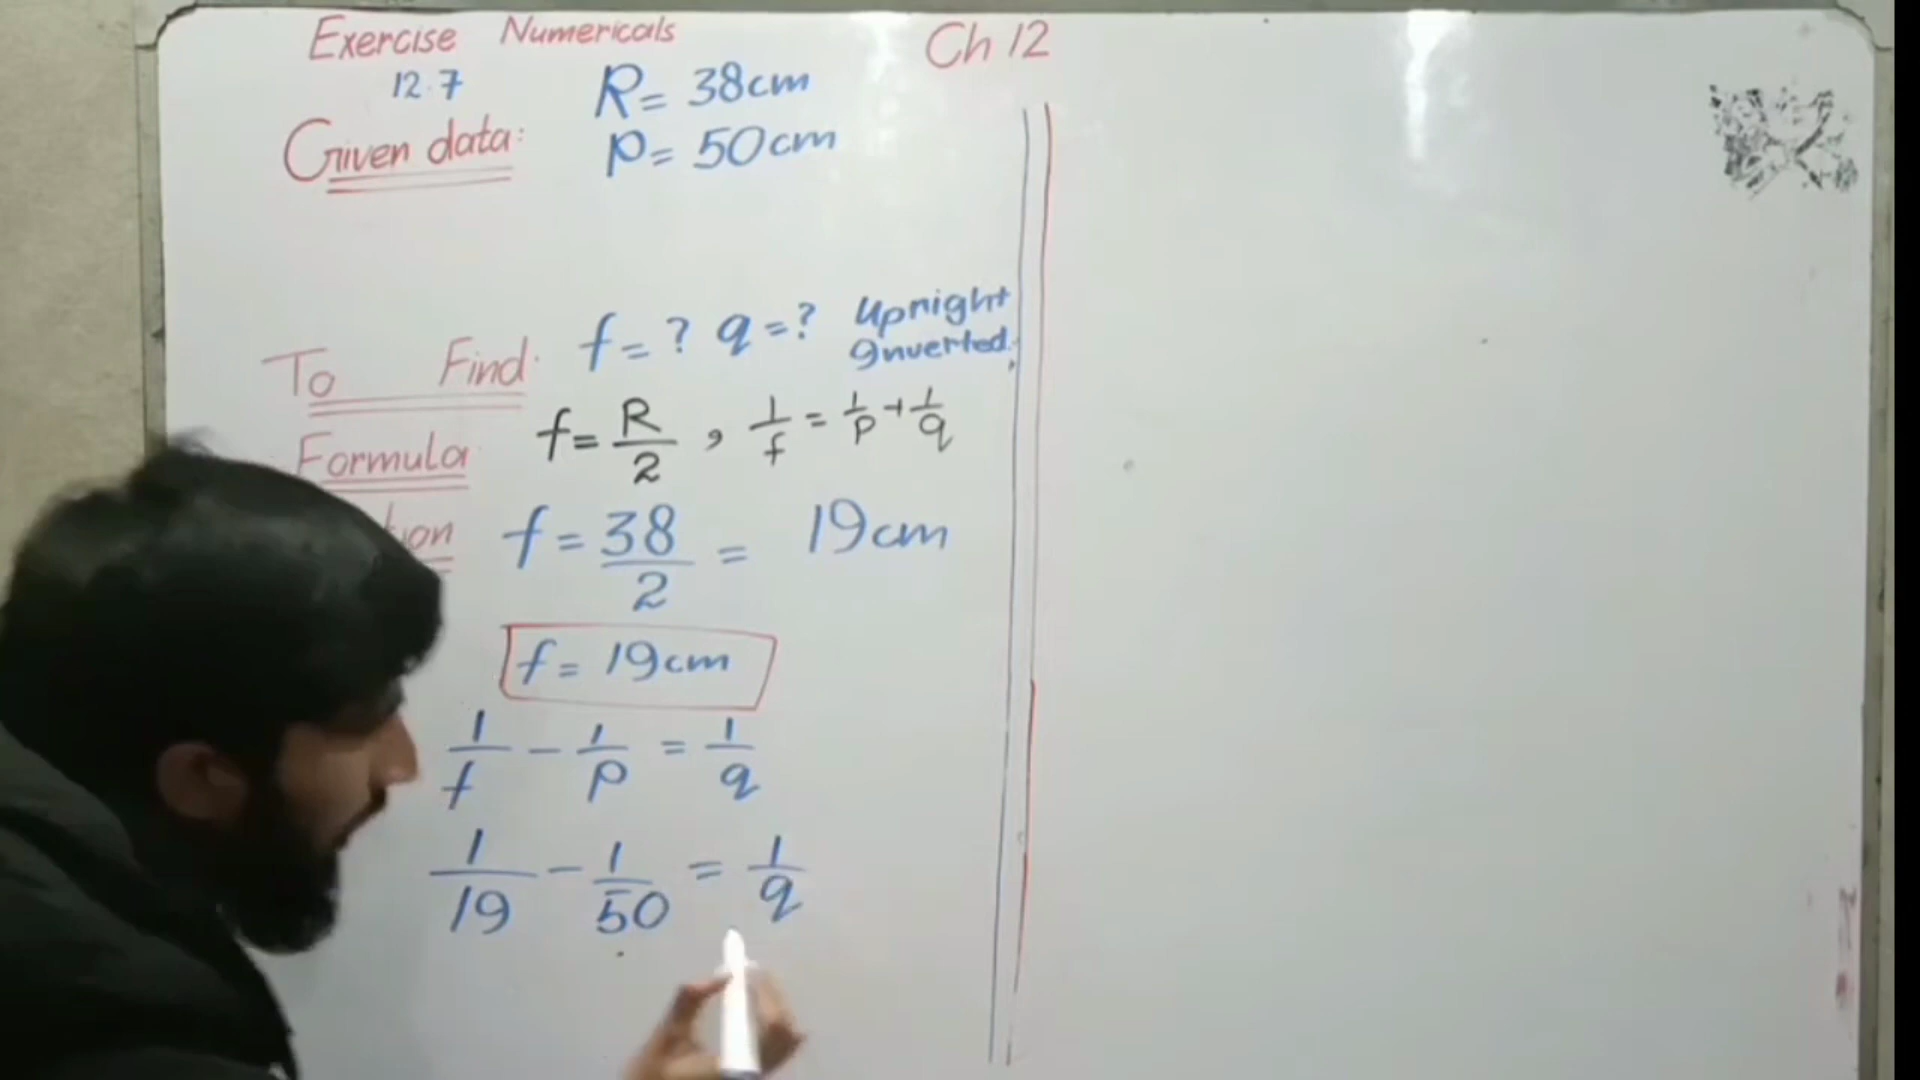 Exercise Numericals Ch 12
12.7 R = 38cm
Given data: P = 50cm
To Find: f = ? q = ? Upright
Inverted.
Formula f = R/2 , 1/f = 1/p + 1/q
f = 38/2 = 19cm
f = 19cm
1/f - 1/p = 1/q
1/19 - 1/50 = 1/q